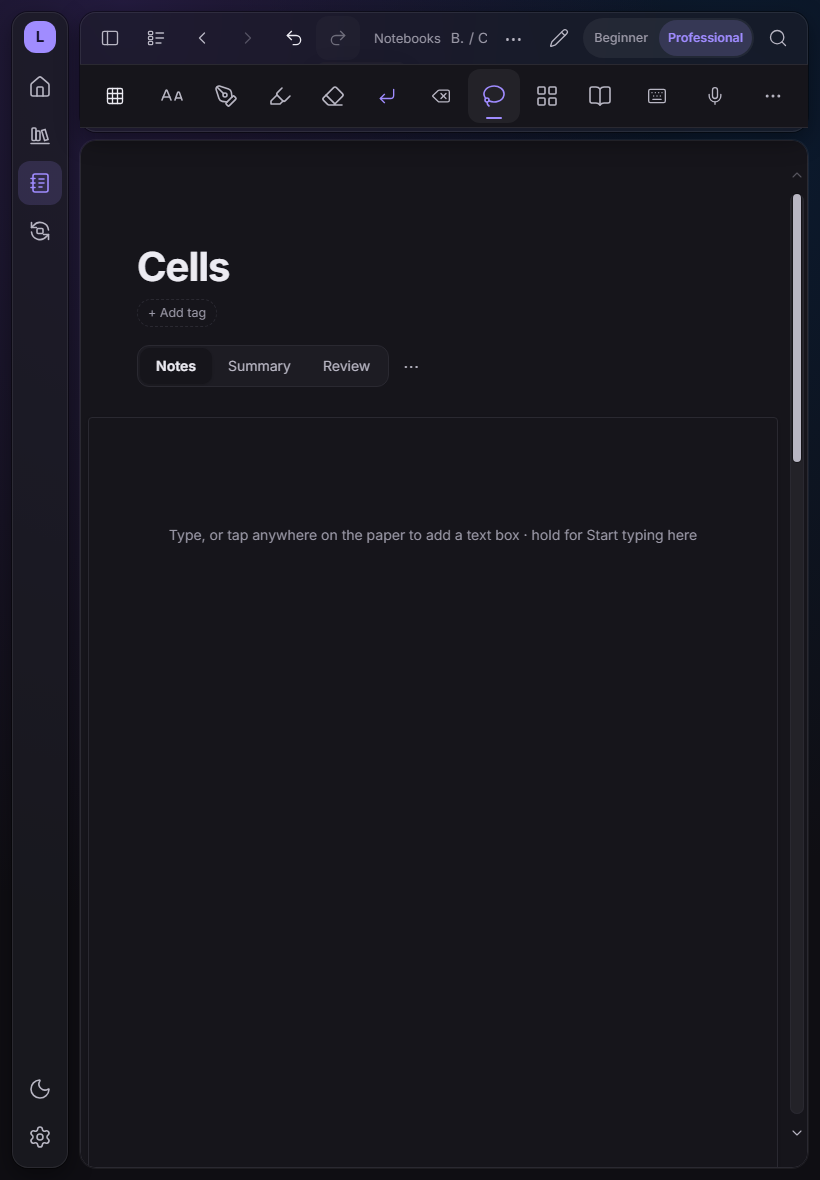 L
Notebooks B. / C
Beginner Professional
AA
Cells
+ Add tag
Notes Summary Review
Type, or tap anywhere on the paper to add a text box · hold for Start typing here